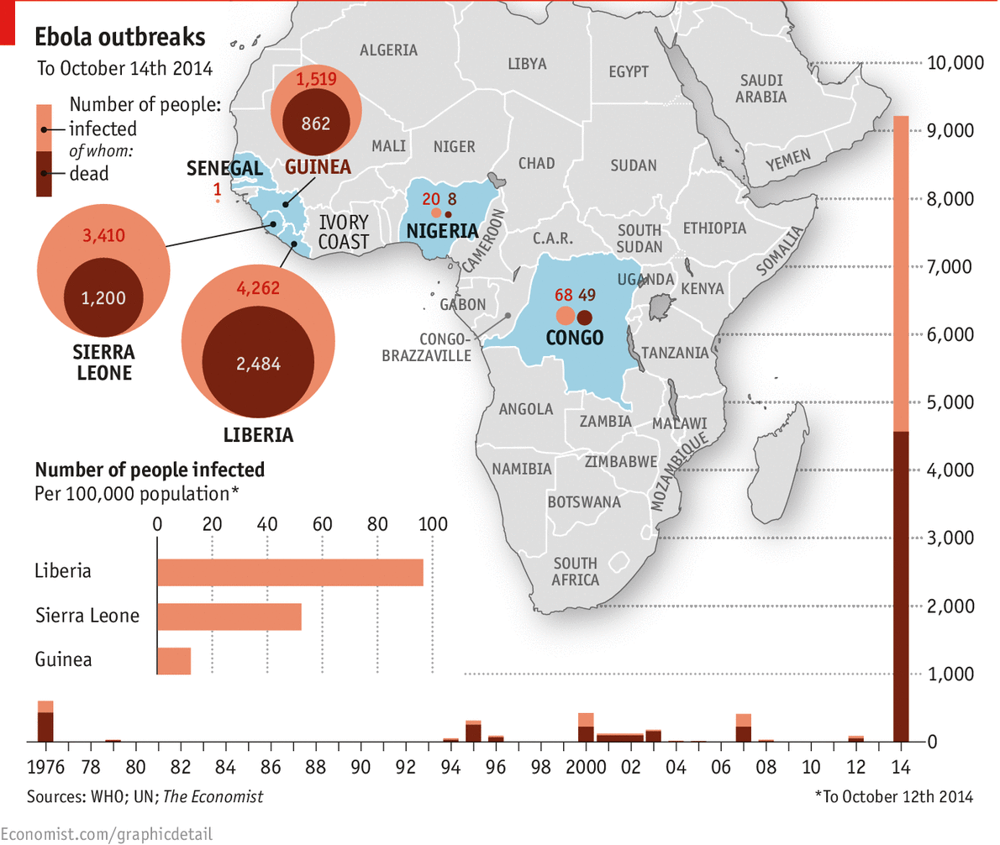 Ebola outbreaks
To October 14th 2014
Number of people:
infected
of whom:
dead
1,519
862
GUINEA
SENEGAL
1
3,410
1,200
SIERRA
LEONE
4,262
2,484
LIBERIA
20 8
NIGERIA
68 49
CONGO
ALGERIA
LIBYA
EGYPT
SAUDI
ARABIA
YEMEN
MALI
NIGER
CHAD
SUDAN
IVORY
COAST
CAMEROON
C.A.R.
SOUTH
SUDAN
ETHIOPIA
SOMALIA
UGANDA
KENYA
GABON
CONGO-
BRAZZAVILLE
TANZANIA
ANGOLA
ZAMBIA
MALAWI
MOZAMBIQUE
NAMIBIA
ZIMBABWE
BOTSWANA
SOUTH
AFRICA
10,000
9,000
8,000
7,000
6,000
5,000
4,000
3,000
2,000
1,000
0
Number of people infected
Per 100,000 population*
0 20 40 60 80 100
Liberia
Sierra Leone
Guinea
1976 78 80 82 84 86 88 90 92 94 96 98 2000 02 04 06 08 10 12 14
Sources: WHO; UN; The Economist
*To October 12th 2014
Economist.com/graphicdetail